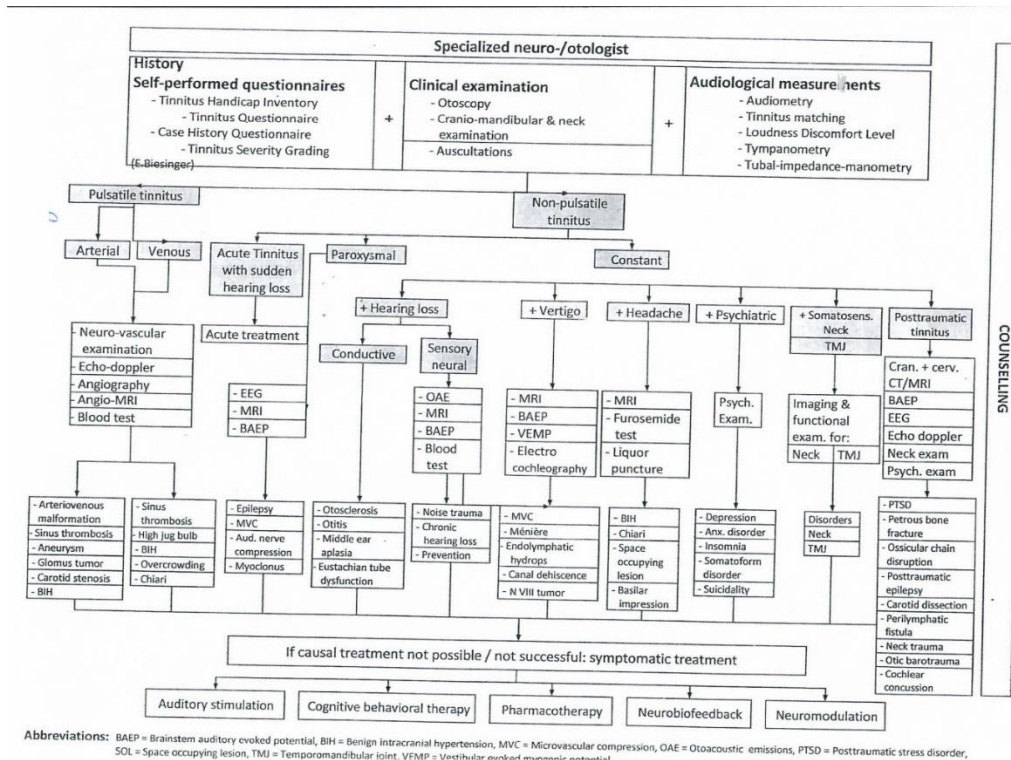 Specialized neuro-/otologist
History
Self-performed questionnaires
- Tinnitus Handicap Inventory
- Tinnitus Questionnaire
- Case History Questionnaire
- Tinnitus Severity Grading
(E.Biesinger)
+
Clinical examination
- Otoscopy
- Cranio-mandibular & neck
examination
- Auscultations
+
Audiological measurements
- Audiometry
- Tinnitus matching
- Loudness Discomfort Level
- Tympanometry
- Tubal-impedance-manometry
COUNSELLING
Pulsatile tinnitus
Non-pulsatile
tinnitus
Arterial
Venous
Acute Tinnitus
with sudden
hearing loss
Paroxysmal
Constant
+ Hearing loss
+ Vertigo
+ Headache
+ Psychiatric
+ Somatosens.
Neck
TMJ
Posttraumatic
tinnitus
Acute treatment
Conductive
Sensory
neural
- Neuro-vascular
examination
- Echo-doppler
- Angiography
- Angio-MRI
- Blood test
- EEG
- MRI
- BAEP
- OAE
- MRI
- BAEP
- Blood
test
- MRI
- BAEP
- VEMP
- Electro
cochleography
- MRI
- Furosemide
test
- Liquor
puncture
Psych.
Exam.
Imaging &
functional
exam. for:
Neck
TMJ
Cran. + cerv.
CT/MRI
BAEP
EEG
Echo doppler
Neck exam
Psych. exam
- Arteriovenous
malformation
- Sinus thrombosis
- Aneurysm
- Glomus tumor
- Carotid stenosis
- BIH
- Sinus
thrombosis
- High jug bulb
- BIH
- Overcrowding
- Chiari
- Epilepsy
- MVC
- Aud. nerve
compression
- Myoclonus
- Otosclerosis
- Otitis
- Middle ear
aplasia
- Eustachian tube
dysfunction
- Noise trauma
- Chronic
hearing loss
- Prevention
- MVC
- Ménière
- Endolymphatic
hydrops
- Canal dehiscence
- N VIII tumor
- BIH
- Chiari
- Space
occupying
lesion
- Basilar
impression
- Depression
- Anx. disorder
- Insomnia
- Somatoform
disorder
- Suicidality
Disorders
Neck
TMJ
- PTSD
- Petrous bone
fracture
- Ossicular chain
disruption
- Posttraumatic
epilepsy
- Carotid dissection
- Perilymphatic
fistula
- Neck trauma
- Otic barotrauma
- Cochlear
concussion
If causal treatment not possible / not successful: symptomatic treatment
Auditory stimulation
Cognitive behavioral therapy
Pharmacotherapy
Neurobiofeedback
Neuromodulation
Abbreviations: BAEP = Brainstem auditory evoked potential, BIH = Benign intracranial hypertension, MVC = Microvascular compression, OAE = Otoacoustic emissions, PTSD = Posttraumatic stress disorder,
SOL = Space occupying lesion, TMJ = Temporomandibular joint, VEMP = Vestibular evoked myogenic potential